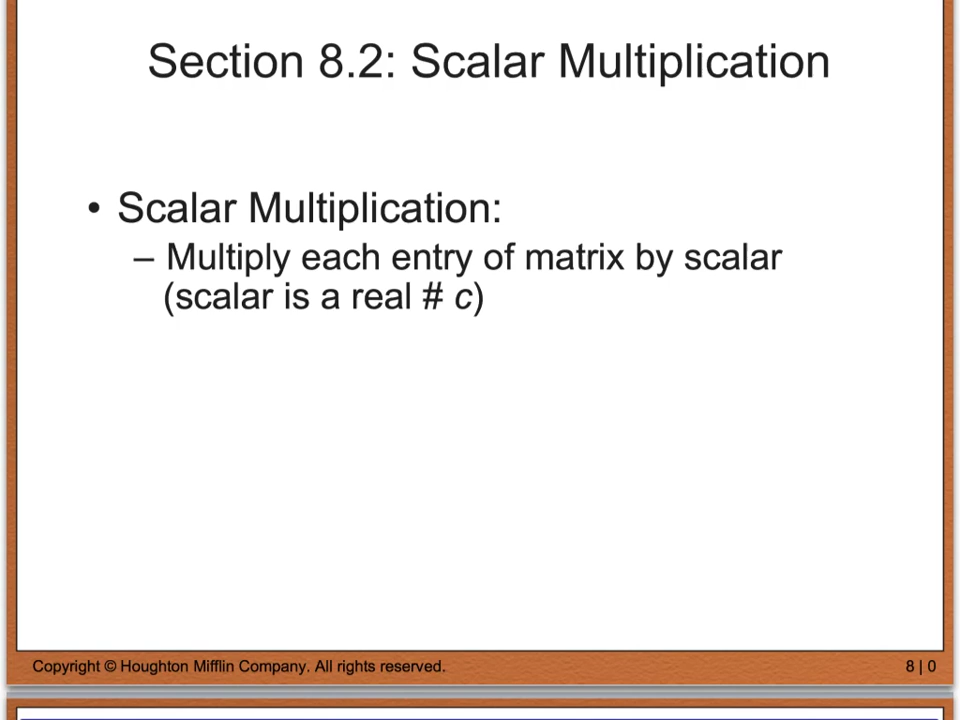 Section 8.2: Scalar Multiplication
• Scalar Multiplication:
– Multiply each entry of matrix by scalar
(scalar is a real # c)
Copyright © Houghton Mifflin Company. All rights reserved.
8 | 0